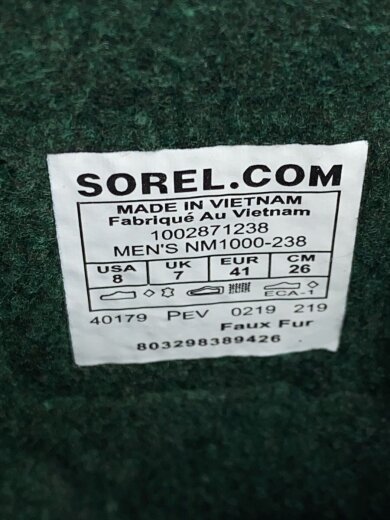 SOREL.COM
MADE IN VIETNAM
Fabriqué Au Vietnam
1002871238
MEN'S NM1000-238
USA UK EUR CM
8 7 41 26
ECA-1
40179 PEV 0219 219
Faux Fur
803298389426